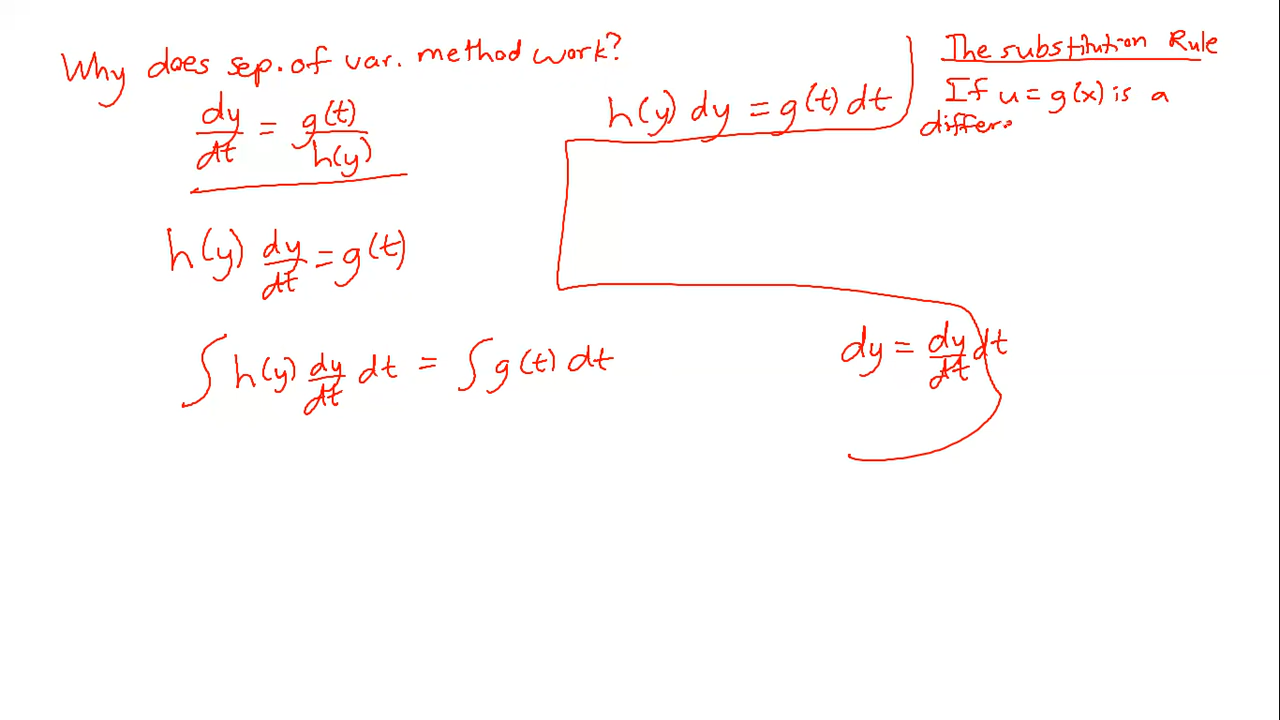 Why does sep. of var. method work?
dy/dt = g(t)/h(y)
h(y) dy = g(t) dt
The substitution Rule
If u = g(x) is a
differ
h(y) dy/dt = g(t)
∫ h(y) dy/dt dt = ∫ g(t) dt
dy = dy/dt dt